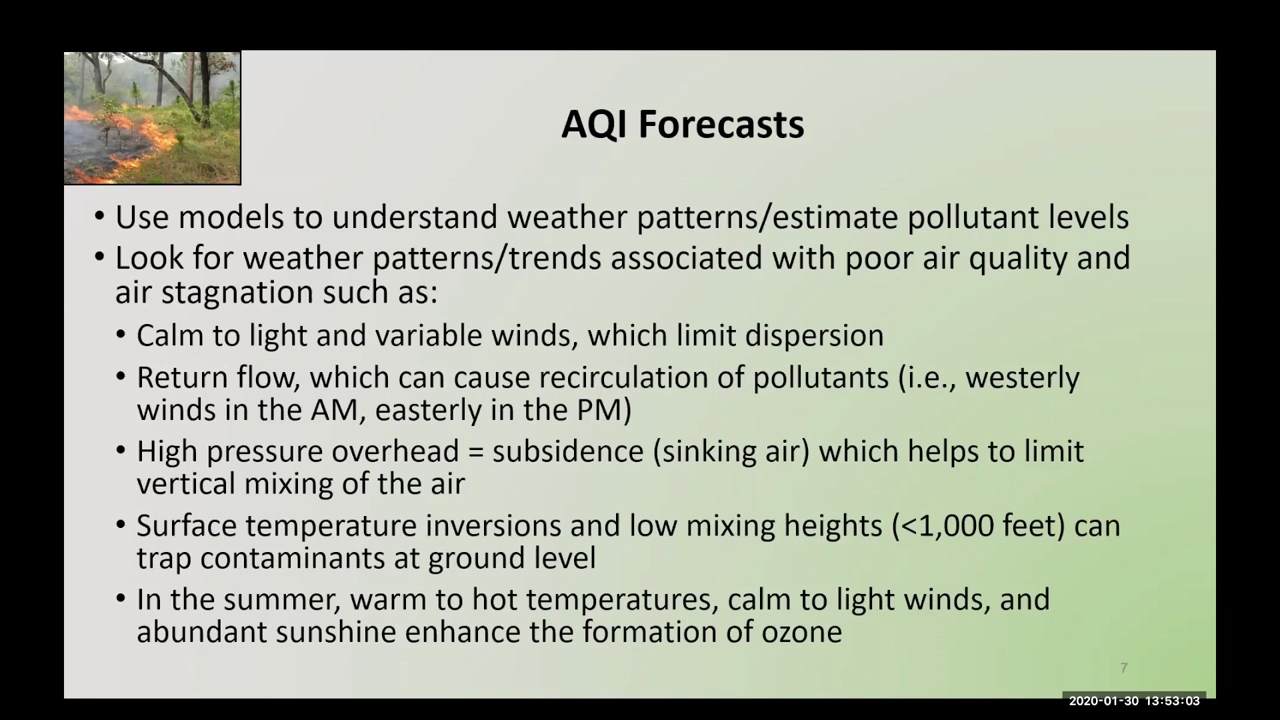 AQI Forecasts
• Use models to understand weather patterns/estimate pollutant levels
• Look for weather patterns/trends associated with poor air quality and
air stagnation such as:
• Calm to light and variable winds, which limit dispersion
• Return flow, which can cause recirculation of pollutants (i.e., westerly
winds in the AM, easterly in the PM)
• High pressure overhead = subsidence (sinking air) which helps to limit
vertical mixing of the air
• Surface temperature inversions and low mixing heights (<1,000 feet) can
trap contaminants at ground level
• In the summer, warm to hot temperatures, calm to light winds, and
abundant sunshine enhance the formation of ozone
7
2020-01-30 13:53:03